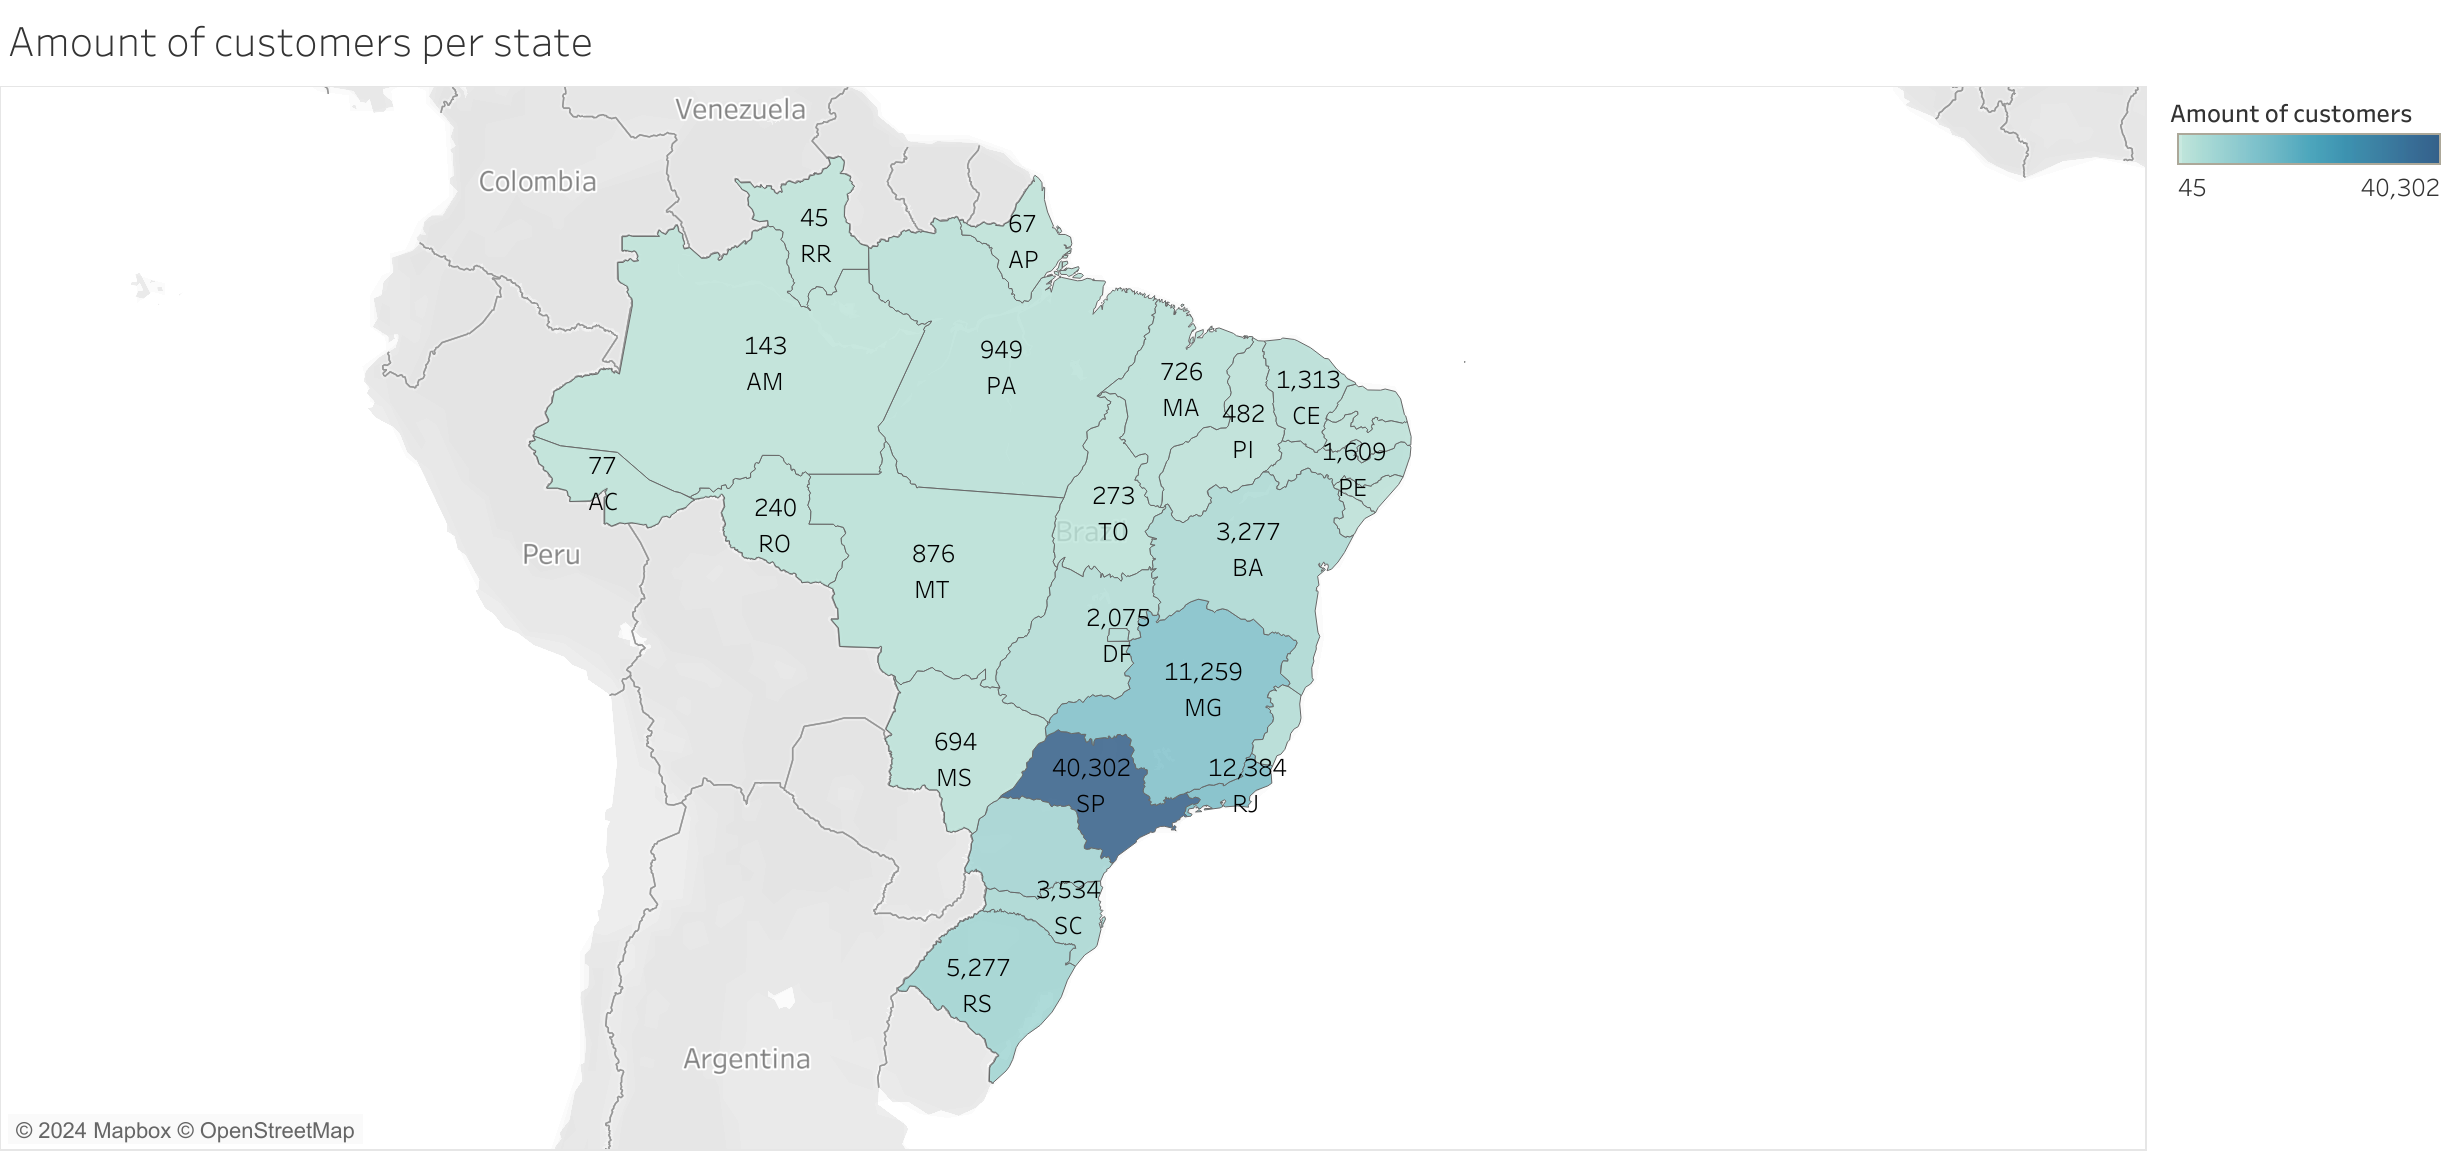 Amount of customers per state
Venezuela
Colombia
45
RR
67
AP
143
AM
949
PA
726
MA
482
PI
1,313
CE
1,609
PE
77
AC
240
RO
273
TO
Braz
876
MT
3,277
BA
Peru
2,075
DF
11,259
MG
694
MS
40,302
SP
12,384
RJ
3,534
SC
5,277
RS
Argentina
© 2024 Mapbox © OpenStreetMap
Amount of customers
45 40,302